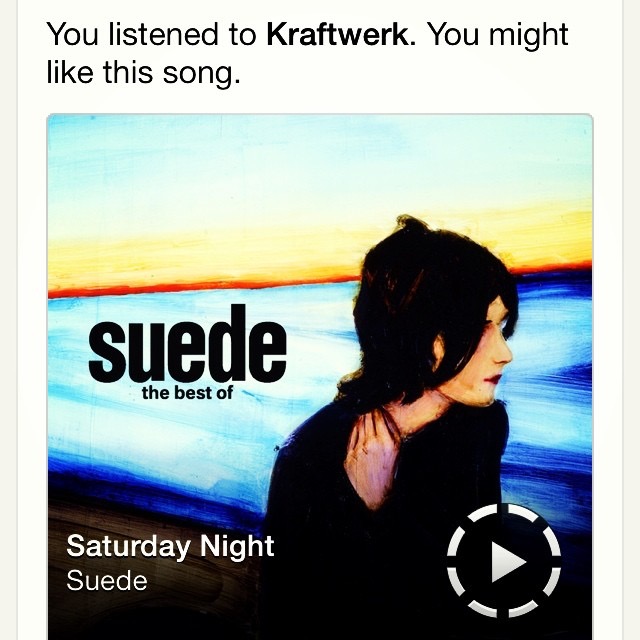 You listened to Kraftwerk. You might
like this song.
suede
the best of
Saturday Night
Suede